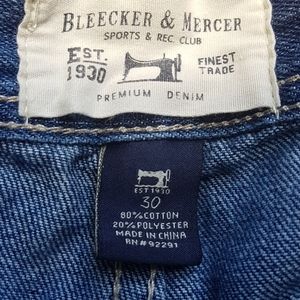 BLEECKER & MERCER
SPORTS & REC. CLUB
EST. 1930
FINEST TRADE
PREMIUM DENIM
EST 1930
30
80% COTTON
20% POLYESTER
MADE IN CHINA
RN# 92291